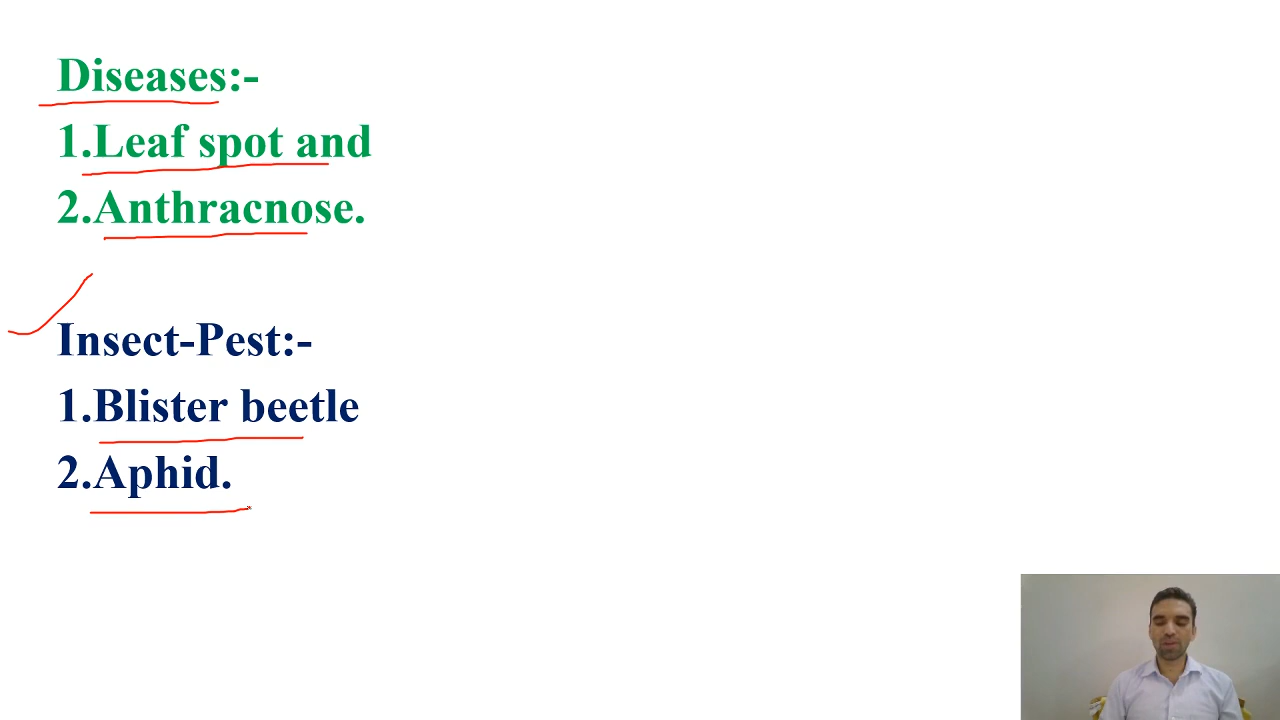 Diseases:-
1.Leaf spot and
2.Anthracnose.
Insect-Pest:-
1.Blister beetle
2.Aphid.